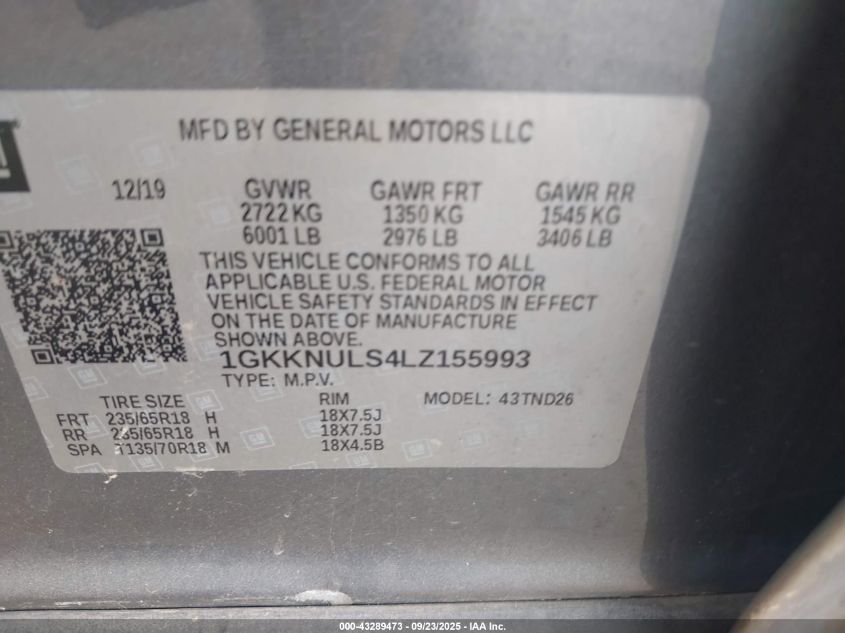 MFD BY GENERAL MOTORS LLC
12/19 GVWR GAWR FRT GAWR RR
2722 KG 1350 KG 1545 KG
6001 LB 2976 LB 3406 LB
THIS VEHICLE CONFORMS TO ALL
APPLICABLE U.S. FEDERAL MOTOR
VEHICLE SAFETY STANDARDS IN EFFECT
ON THE DATE OF MANUFACTURE
SHOWN ABOVE.
1GKKNULS4LZ155993
TYPE: M.P.V.
TIRE SIZE RIM MODEL: 43TND26
FRT 235/65R18 H 18X7.5J
RR 235/65R18 H 18X7.5J
SPA T135/70R18 M 18X4.5B
000-43289473 - 09/23/2025 - IAA Inc.